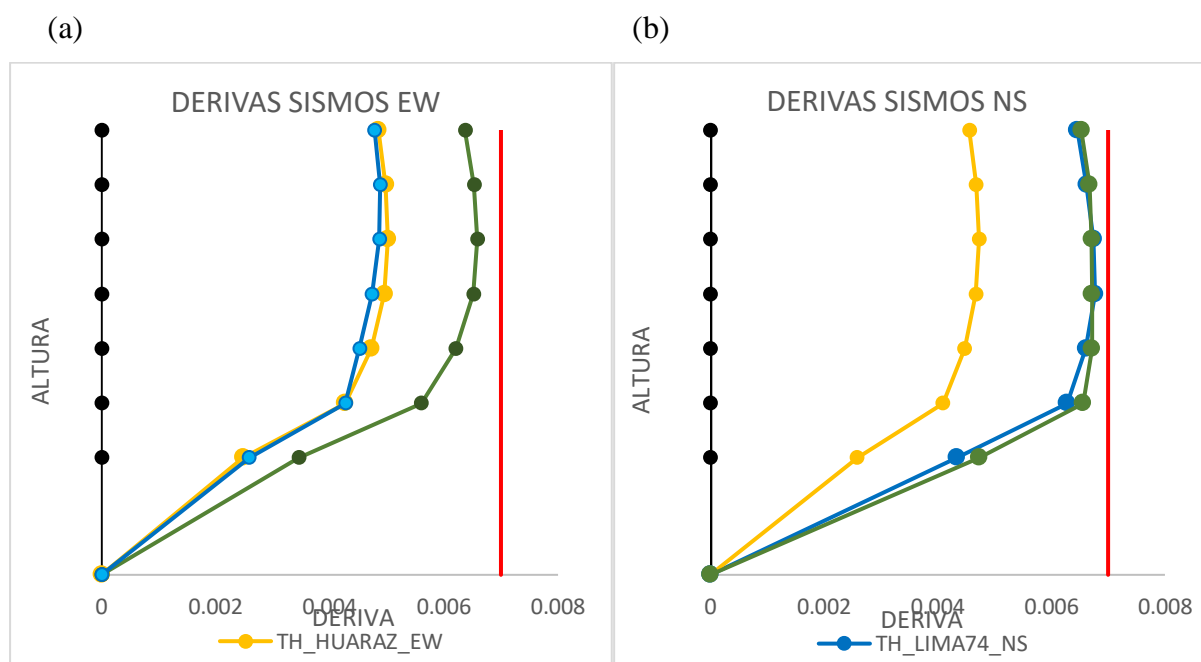 (a)
(b)
DERIVAS SISMOS EW
ALTURA
0 0.002 0.004 0.006 0.008
DERIVA
TH_HUARAZ_EW
DERIVAS SISMOS NS
ALTURA
0 0.002 0.004 0.006 0.008
DERIVA
TH_LIMA74_NS